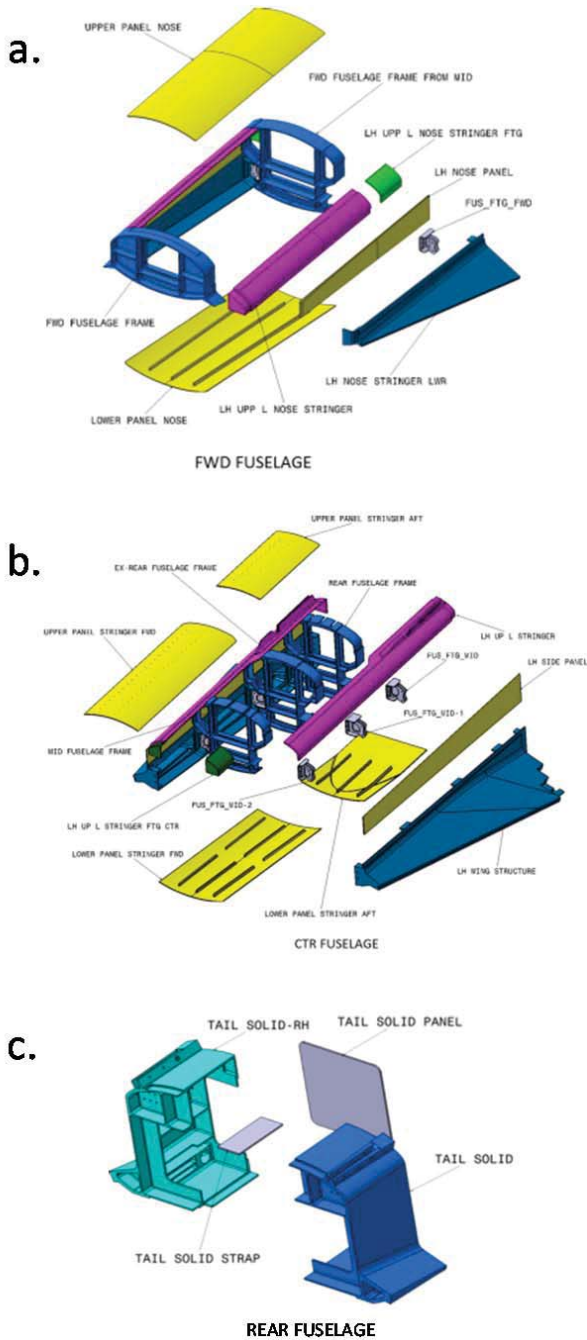 a.
UPPER PANEL NOSE
FWD FUSELAGE FRAME FROM MID
LH UPP L NOSE STRINGER FTG
LH NOSE PANEL
FUS_FTG_FWD
FWD FUSELAGE FRAME
LH NOSE STRINGER LWR
LH UPP L NOSE STRINGER
LOWER PANEL NOSE
FWD FUSELAGE
b.
UPPER PANEL STRINGER AFT
EX-REAR FUSELAGE FRAME
REAR FUSELAGE FRAME
UPPER PANEL STRINGER FWD
LH UP L STRINGER
FUS_FTG_MID
LH SIDE PANEL
FUS_FTG_MID-1
MID FUSELAGE FRAME
FUS_FTG_MID-2
LH UP L STRINGER FTG CTR
LOWER PANEL STRINGER FWD
LH WING STRUCTURE
LOWER PANEL STRINGER AFT
CTR FUSELAGE
c.
TAIL SOLID-RH
TAIL SOLID PANEL
TAIL SOLID
TAIL SOLID STRAP
REAR FUSELAGE